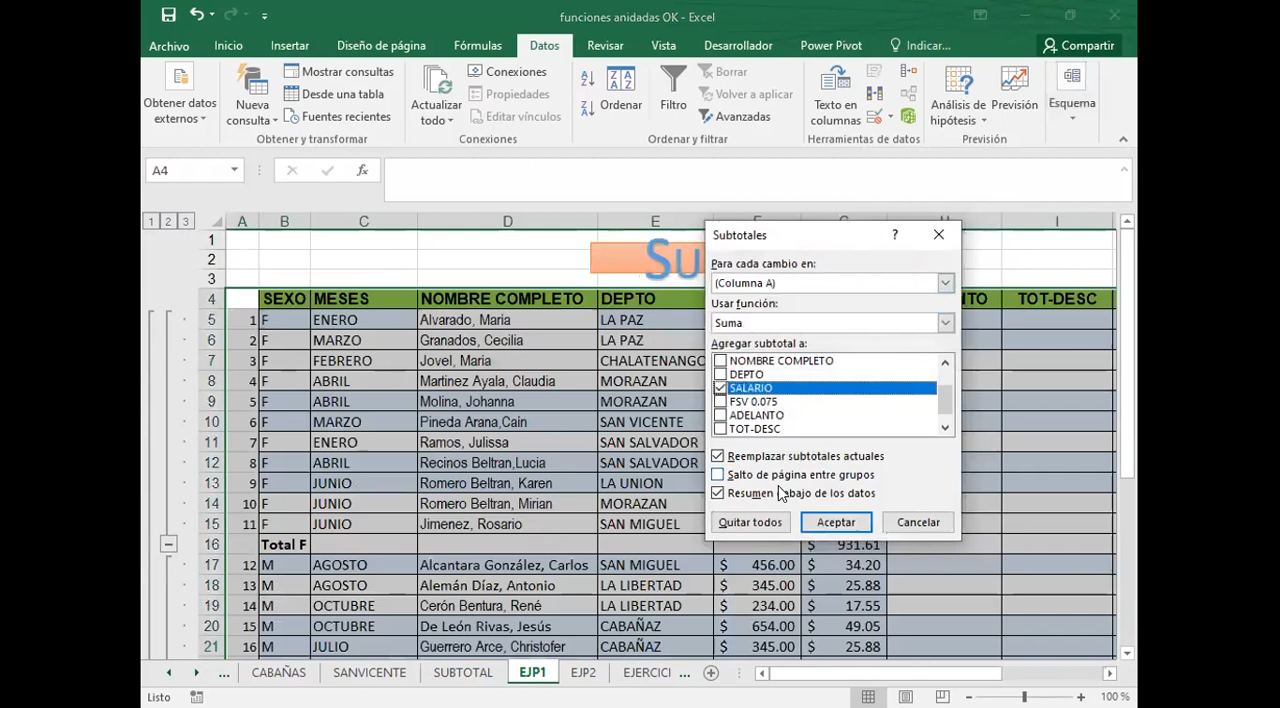 funciones anidadas OK - Excel
Archivo Inicio Insertar Diseño de página Fórmulas Datos Revisar Vista Desarrollador Power Pivot Indicar... Compartir
Obtener datos externos
Nueva consulta
Mostrar consultas
Desde una tabla
Fuentes recientes
Obtener y transformar
Actualizar todo
Conexiones
Propiedades
Editar vínculos
Conexiones
Ordenar
Filtro
Borrar
Volver a aplicar
Avanzadas
Ordenar y filtrar
Texto en columnas
Herramientas de datos
Análisis de hipótesis
Previsión
Previsión
Esquema
A4
fx
1 2 3
A B C D E H I
1
2 Su
3
4 SEXO MESES NOMBRE COMPLETO DEPTO NTO TOT-DESC
5 1 F ENERO Alvarado, Maria LA PAZ
6 2 F MARZO Granados, Cecilia LA PAZ
7 3 F FEBRERO Jovel, Maria CHALATENANGO
8 4 F ABRIL Martinez Ayala, Claudia MORAZAN
9 5 F ABRIL Molina, Johanna MORAZAN
10 6 F MARZO Pineda Arana,Cain SAN VICENTE
11 7 F ENERO Ramos, Julissa SAN SALVADOR
12 8 F ABRIL Recinos Beltran,Lucia SAN SALVADOR
13 9 F JUNIO Romero Beltran, Karen LA UNION
14 10 F JUNIO Romero Beltran, Mirian MORAZAN
15 11 F JUNIO Jimenez, Rosario SAN MIGUEL
16 Total F $ 931.61
17 12 M AGOSTO Alcantara González, Carlos SAN MIGUEL $ 456.00 $ 34.20
18 13 M AGOSTO Alemán Díaz, Antonio LA LIBERTAD $ 345.00 $ 25.88
19 14 M OCTUBRE Cerón Bentura, René LA LIBERTAD $ 234.00 $ 17.55
20 15 M OCTUBRE De León Rivas, Jesús CABAÑAZ $ 654.00 $ 49.05
21 16 M JULIO Guerrero Arce, Christofer CABAÑAZ $ 345.00 $ 25.88
Subtotales ?
Para cada cambio en:
(Columna A)
Usar función:
Suma
Agregar subtotal a:
NOMBRE COMPLETO
DEPTO
SALARIO
FSV 0.075
ADELANTO
TOT-DESC
Reemplazar subtotales actuales
Salto de página entre grupos
Resumen debajo de los datos
Quitar todos Aceptar Cancelar
... CABAÑAS SANVICENTE SUBTOTAL EJP1 EJP2 EJERCICI ...
Listo 100 %